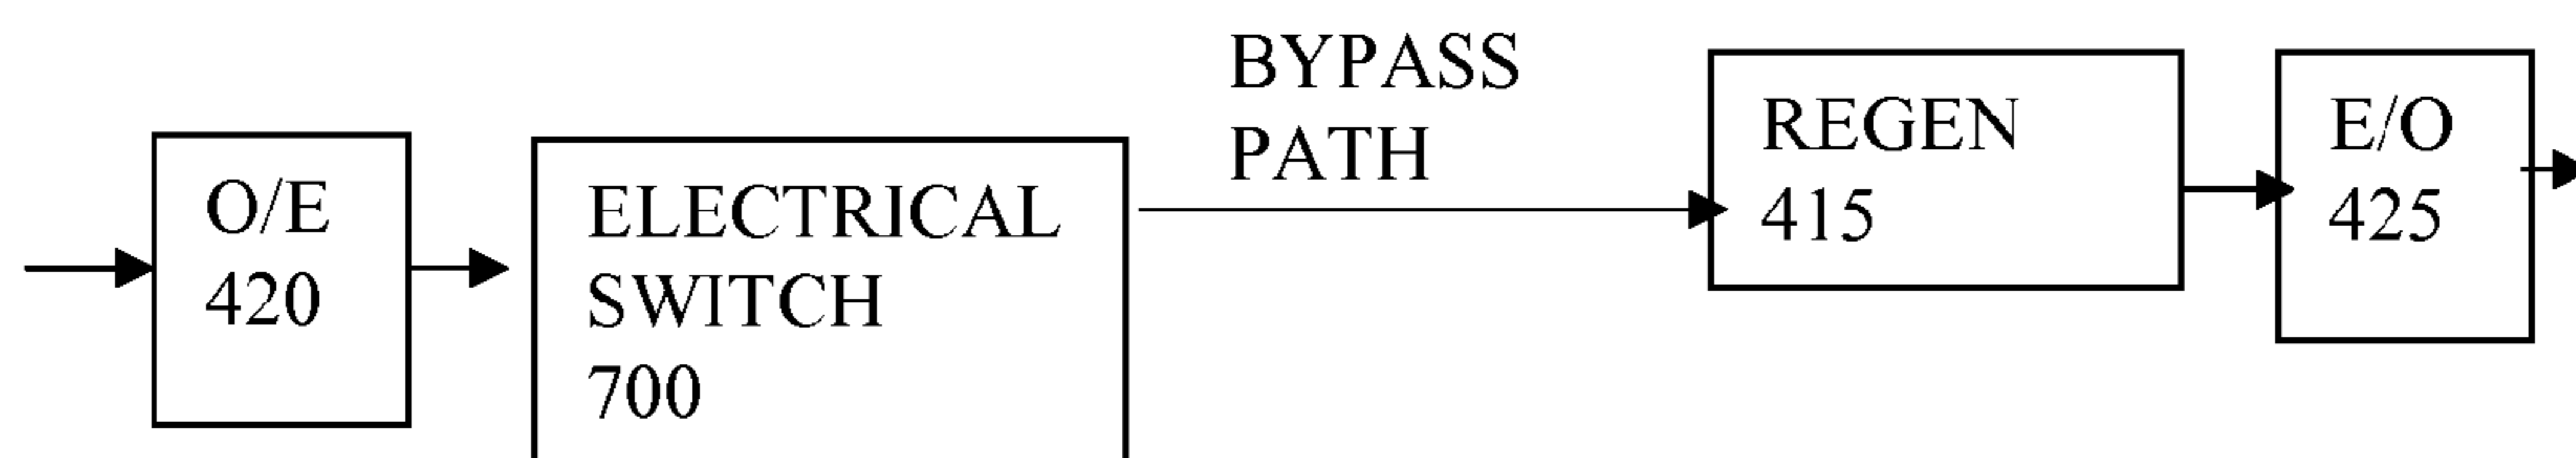 O/E
420
ELECTRICAL
SWITCH
700
BYPASS
PATH
REGEN
415
E/O
425